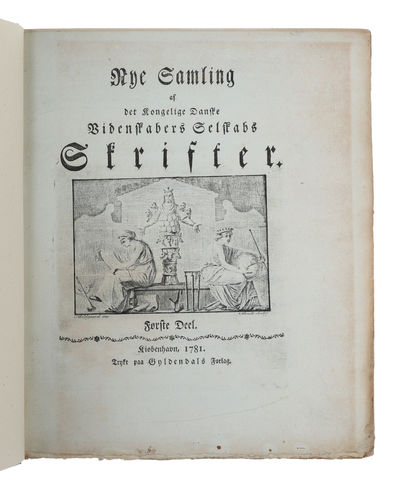 Nye Samling
af
det Kongelige Danske
Videnskabers Selskabs
Skrifter.
Første Deel.
Kiøbenhavn, 1781.
Trykt paa Gyldendals Forlag.